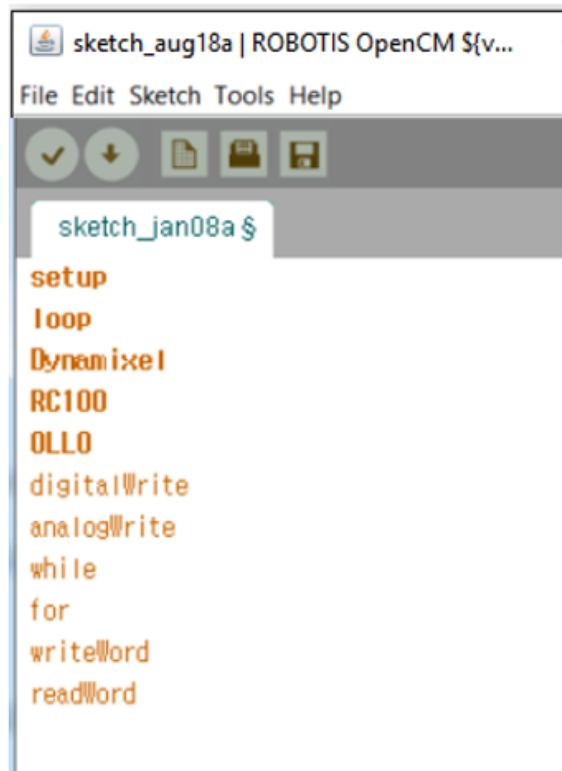 sketch_aug18a | ROBOTIS OpenCM ${v...
File Edit Sketch Tools Help
sketch_jan08a §
setup
loop
Dynamixel
RC100
OLLO
digitalWrite
analogWrite
while
for
writeWord
readWord